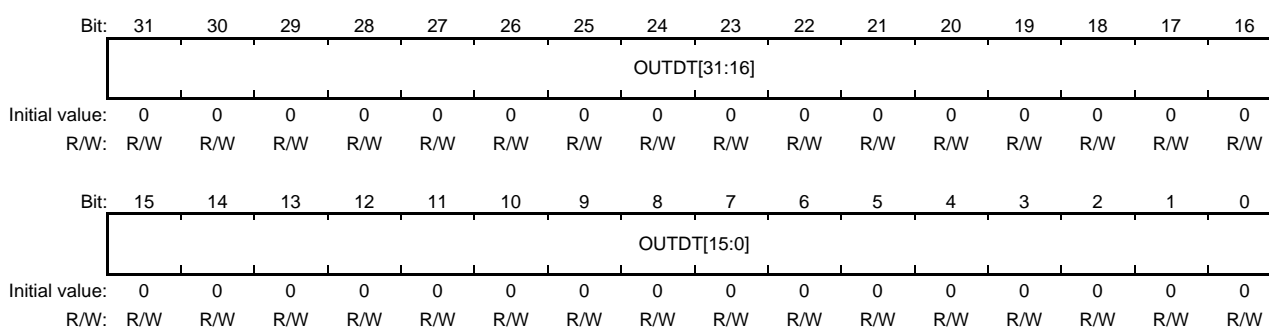 Bit: 31 30 29 28 27 26 25 24 23 22 21 20 19 18 17 16
OUTDT[31:16]
Initial value: 0 0 0 0 0 0 0 0 0 0 0 0 0 0 0 0
R/W: R/W R/W R/W R/W R/W R/W R/W R/W R/W R/W R/W R/W R/W R/W R/W R/W
Bit: 15 14 13 12 11 10 9 8 7 6 5 4 3 2 1 0
OUTDT[15:0]
Initial value: 0 0 0 0 0 0 0 0 0 0 0 0 0 0 0 0
R/W: R/W R/W R/W R/W R/W R/W R/W R/W R/W R/W R/W R/W R/W R/W R/W R/W